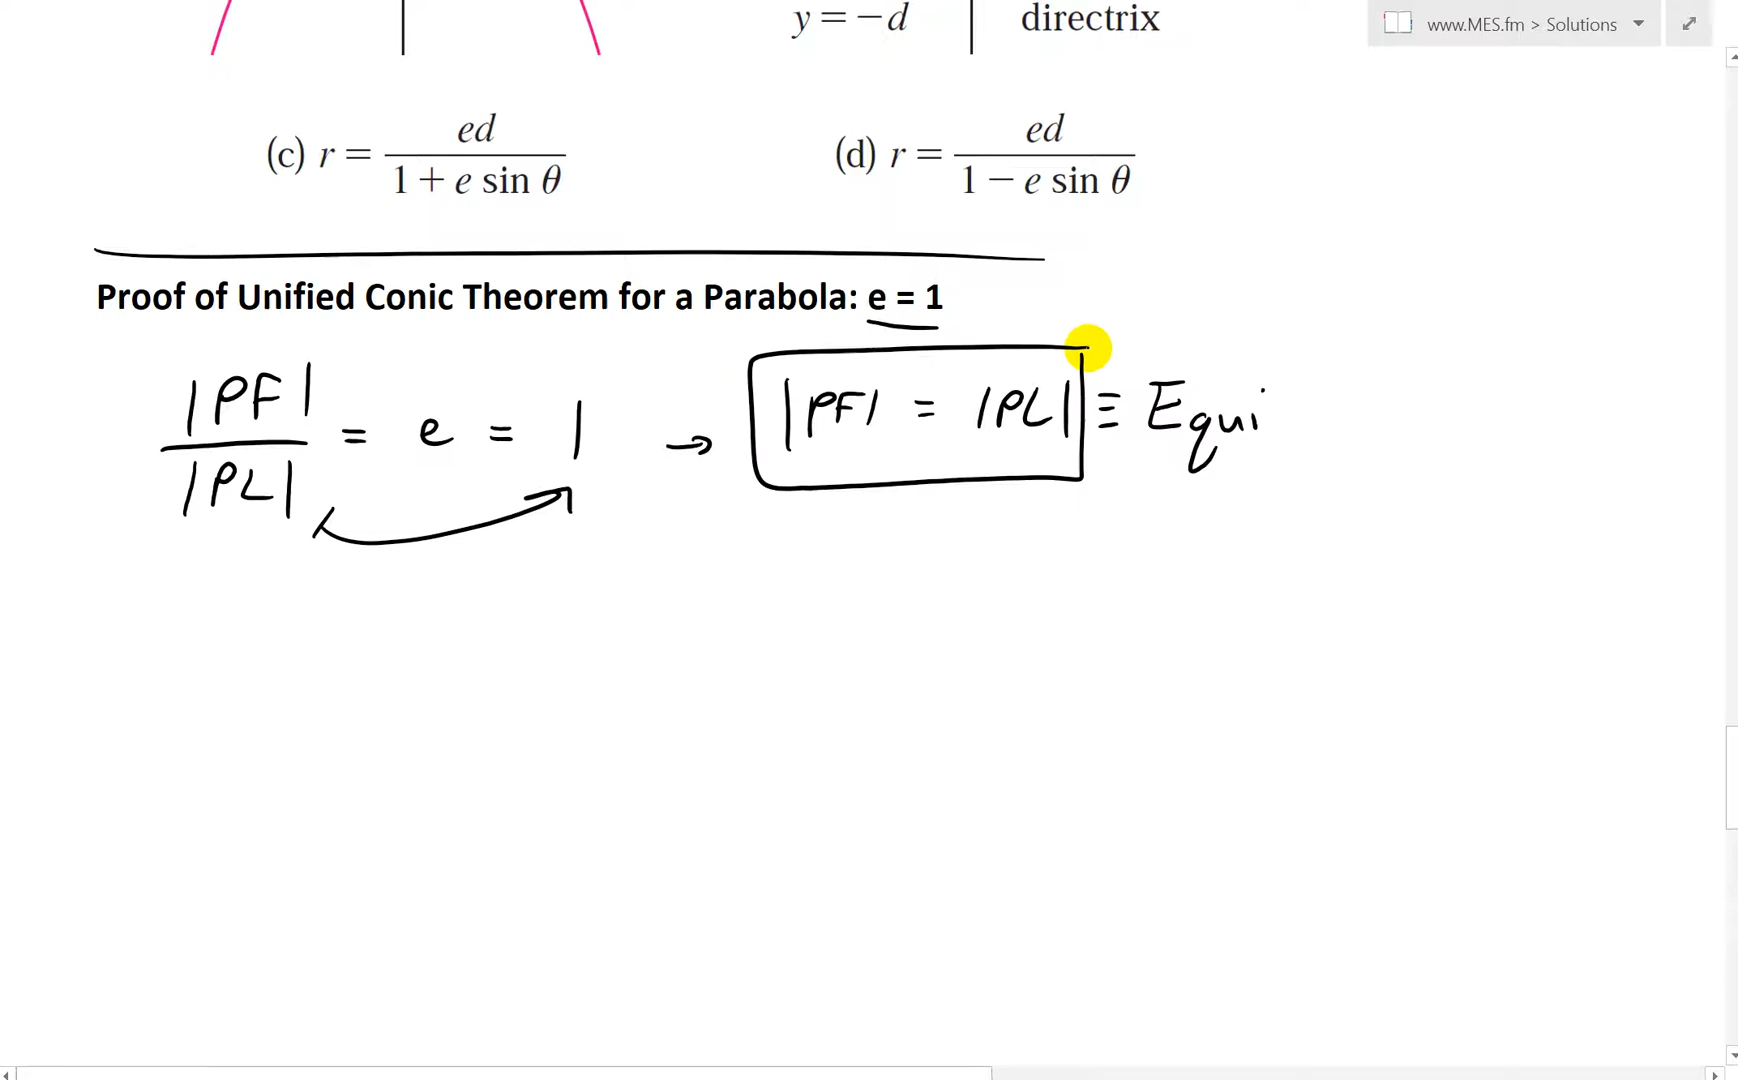 y = −d directrix
www.MES.fm > Solutions
(c) r = ed / (1 + e sin θ) (d) r = ed / (1 − e sin θ)
Proof of Unified Conic Theorem for a Parabola: e = 1
|PF| / |PL| = e = 1 → |PF| = |PL| ≡ Equi